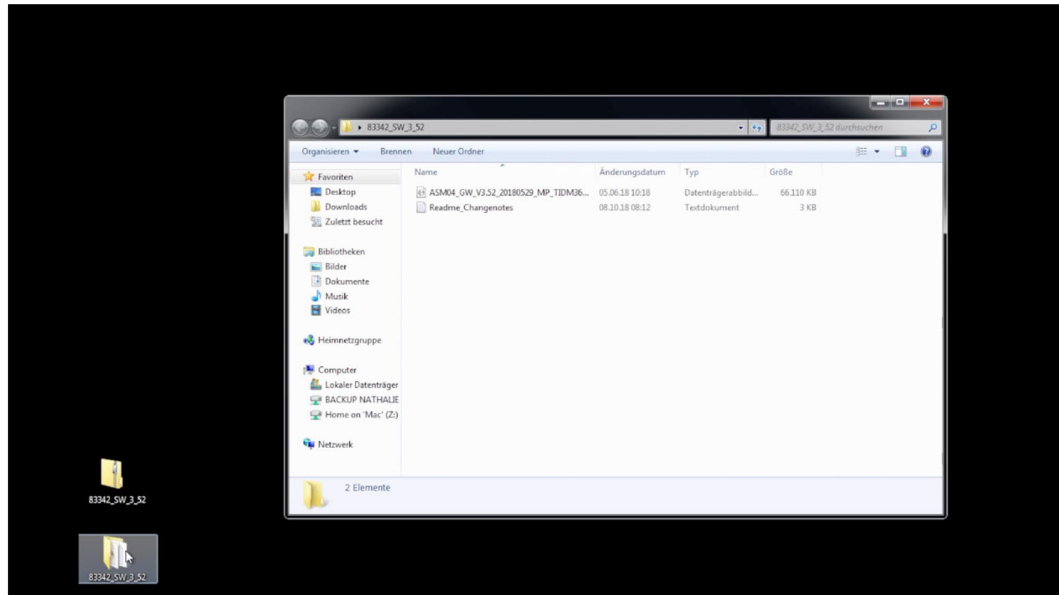 83342_SW_3_52
83342_SW_3_52 durchsuchen
Organisieren
Brennen
Neuer Ordner
Favoriten
Desktop
Downloads
Zuletzt besucht
Bibliotheken
Bilder
Dokumente
Musik
Videos
Heimnetzgruppe
Computer
Lokaler Datenträger
BACKUP NATHALIE
Home on 'Mac' (Z:)
Netzwerk
Name Änderungsdatum Typ Größe
ASM04_GW_V3.52_20180529_MP_TIDM36... 05.06.18 10:18 Datenträgerabbild... 66.110 KB
Readme_Changenotes 08.10.18 08:12 Textdokument 3 KB
2 Elemente
83342_SW_3_52
83342_SW_3_52